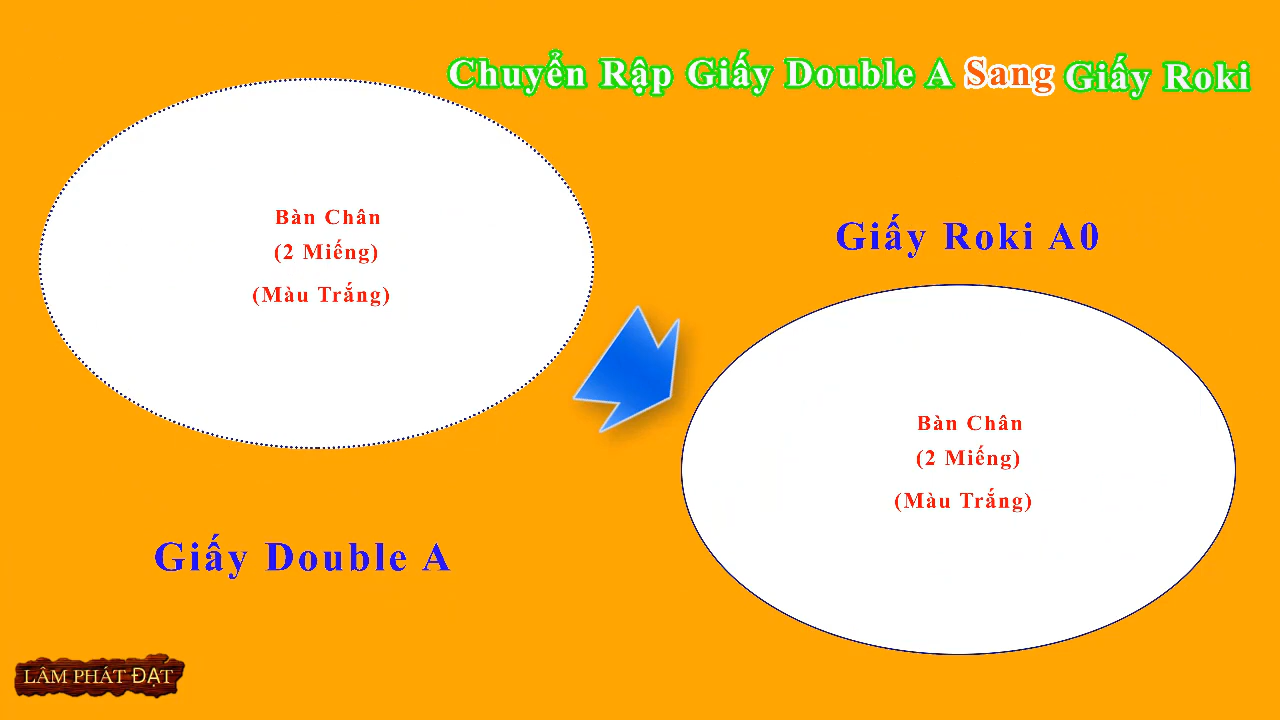 Chuyển Rập Giấy Double A Sang Giấy Roki
Bàn Chân
(2 Miếng)
(Màu Trắng)
Giấy Double A
Giấy Roki A0
Bàn Chân
(2 Miếng)
(Màu Trắng)
LÂM PHÁT ĐẠT